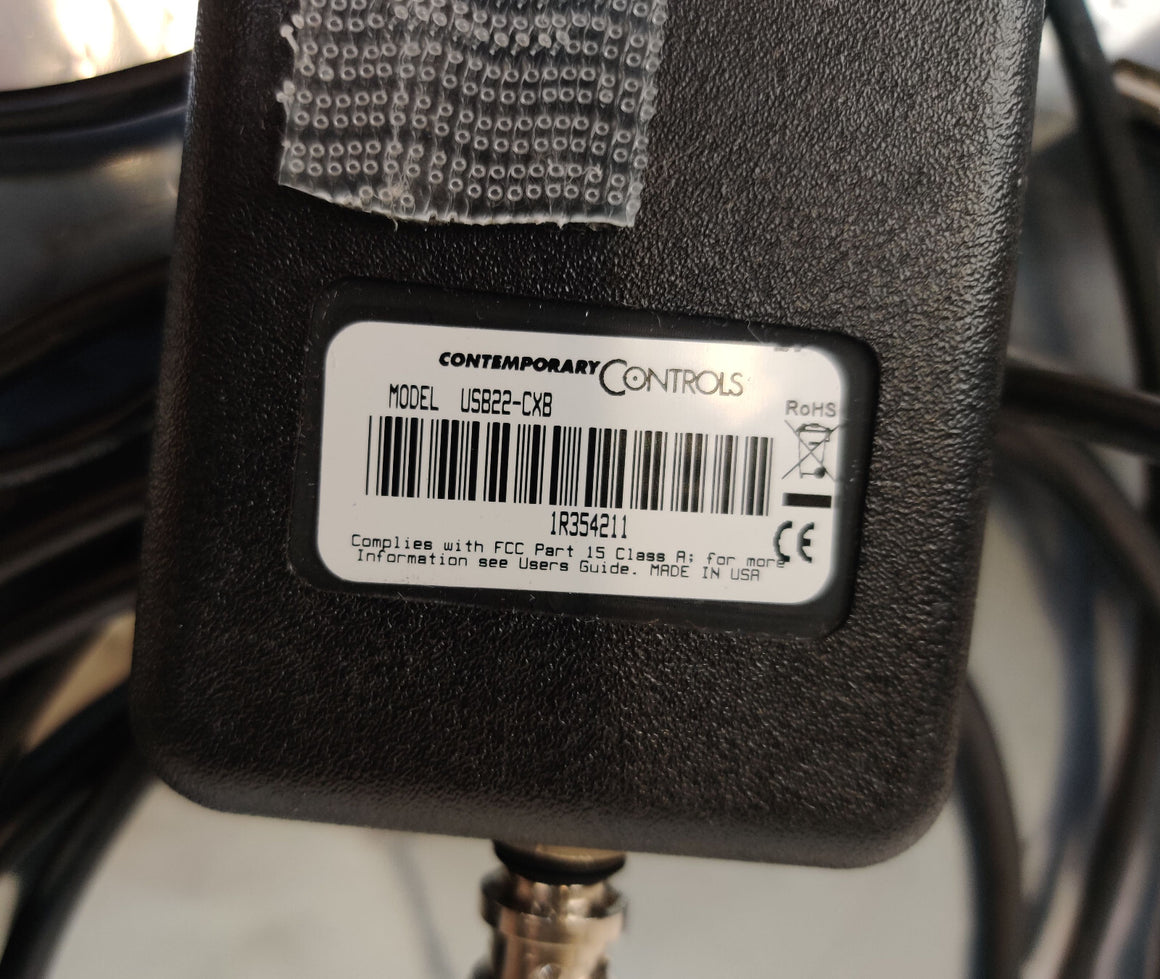 CONTEMPORARY CONTROLS
MODEL USB22-CXB
RoHS
1R354211
CE
Complies with FCC Part 15 Class A; for more
Information see Users Guide. MADE IN USA